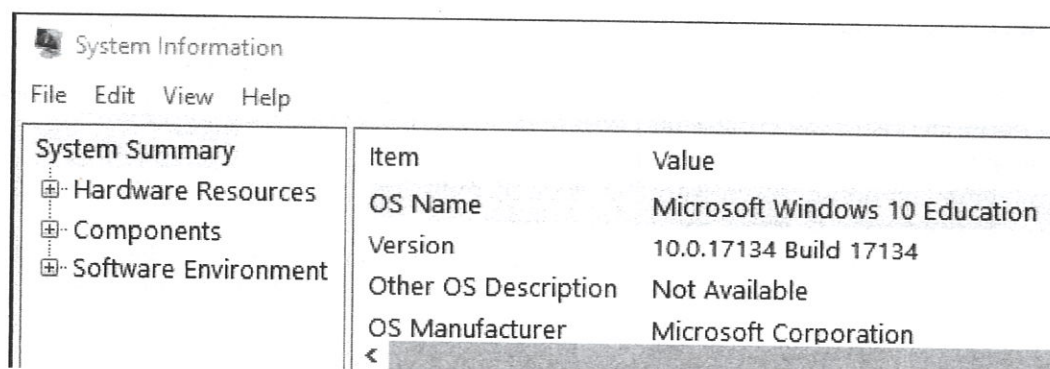 System Information
File Edit View Help
System Summary
Hardware Resources
Components
Software Environment
Item Value
OS Name Microsoft Windows 10 Education
Version 10.0.17134 Build 17134
Other OS Description Not Available
OS Manufacturer Microsoft Corporation